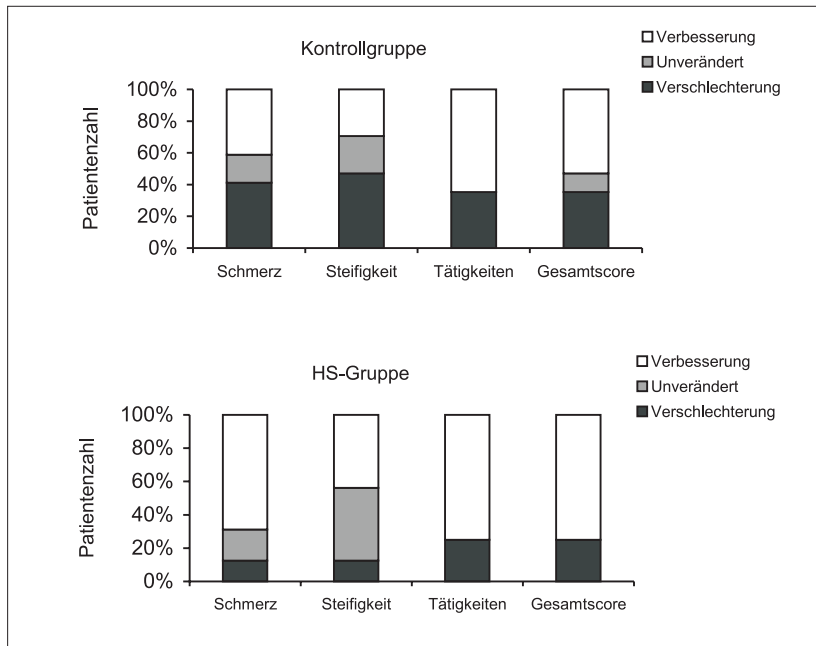 Kontrollgruppe
Verbesserung
Unverändert
Verschlechterung
Patientenzahl
100%
80%
60%
40%
20%
0%
Schmerz Steifigkeit Tätigkeiten Gesamtscore
HS-Gruppe
Verbesserung
Unverändert
Verschlechterung
Patientenzahl
100%
80%
60%
40%
20%
0%
Schmerz Steifigkeit Tätigkeiten Gesamtscore